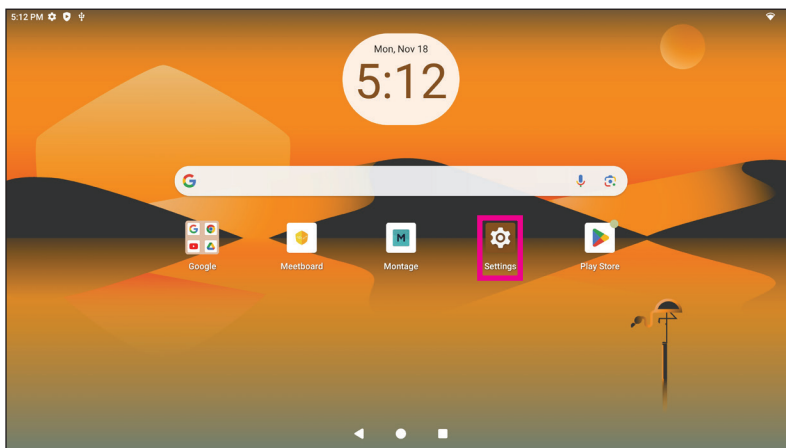 5:12 PM
Mon, Nov 18
5:12
G
G
M
Google
Meetboard
Montage
Settings
Play Store